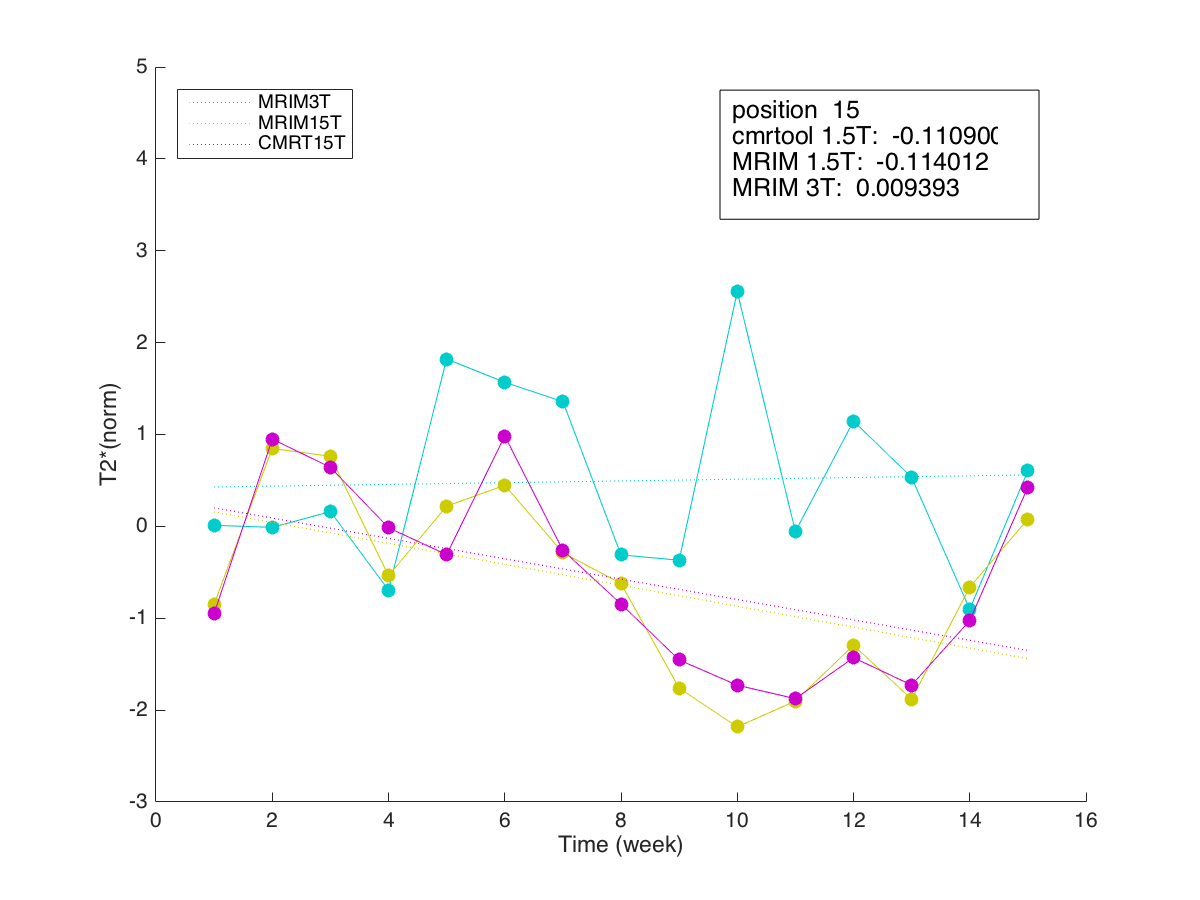 5
4
3
2
1
0
-1
-2
-3
0 2 4 6 8 10 12 14 16
Time (week)
T2*(norm)
MRIM3T
MRIM15T
CMRT15T
position 15
cmrtool 1.5T: -0.110900
MRIM 1.5T: -0.114012
MRIM 3T: 0.009393